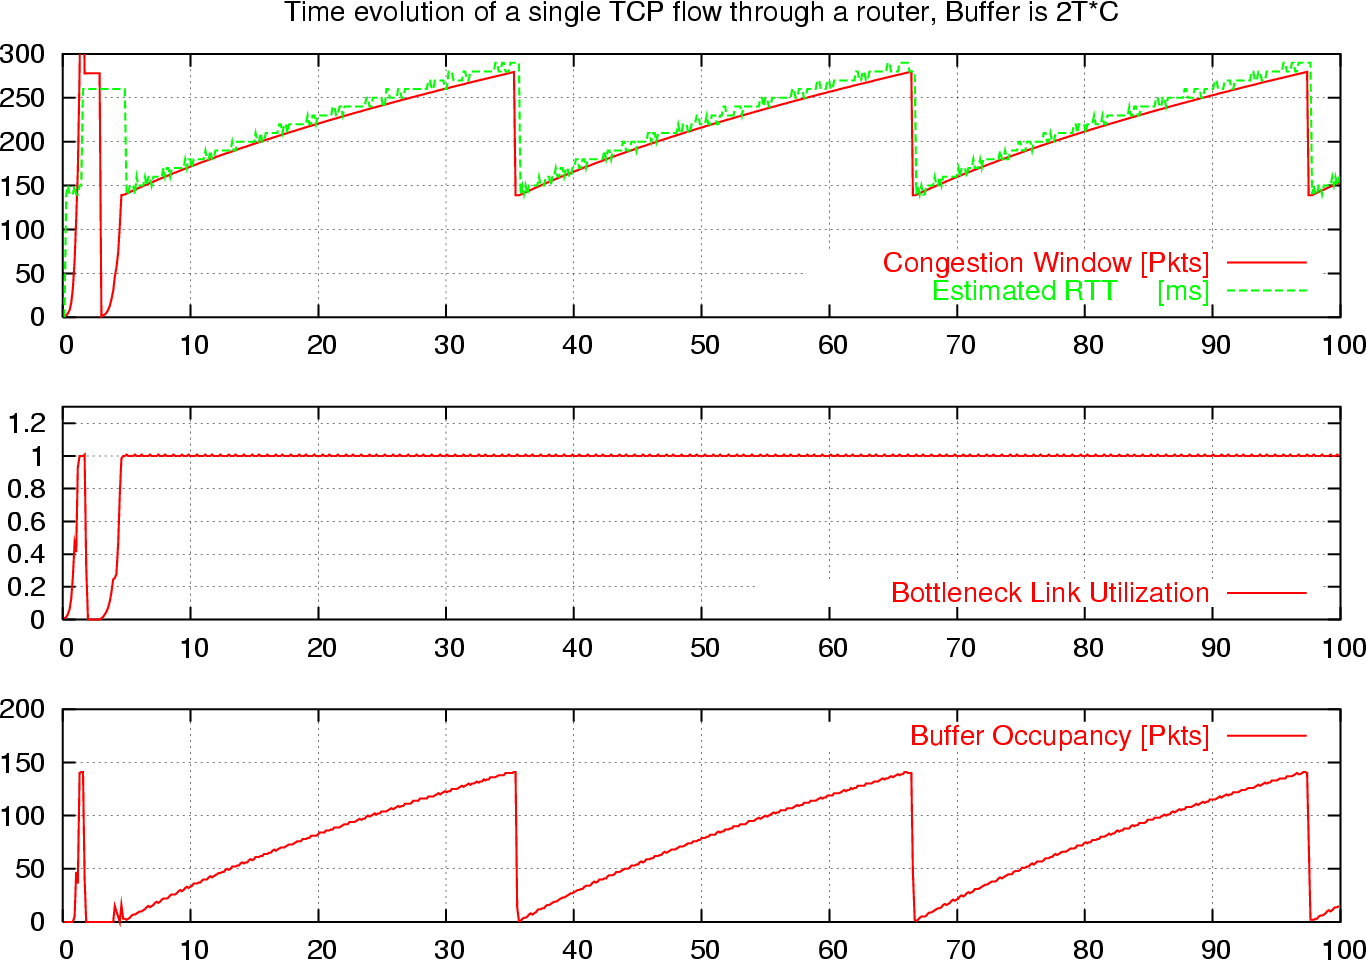 Time evolution of a single TCP flow through a router, Buffer is 2T*C
300
250
200
150
100
50
0
Congestion Window [Pkts]
Estimated RTT [ms]
0 10 20 30 40 50 60 70 80 90 100
1.2
1
0.8
0.6
0.4
0.2
0
Bottleneck Link Utilization
0 10 20 30 40 50 60 70 80 90 100
200
150
100
50
0
Buffer Occupancy [Pkts]
0 10 20 30 40 50 60 70 80 90 100